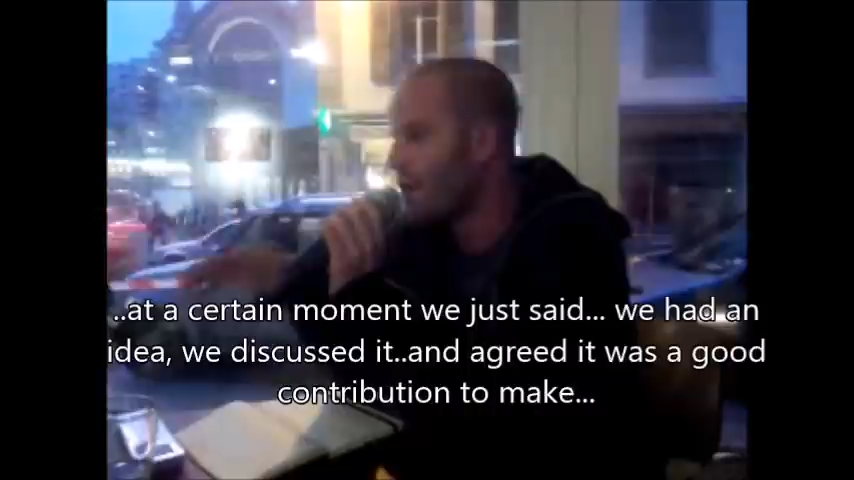 ..at a certain moment we just said... we had an
idea, we discussed it..and agreed it was a good
contribution to make...